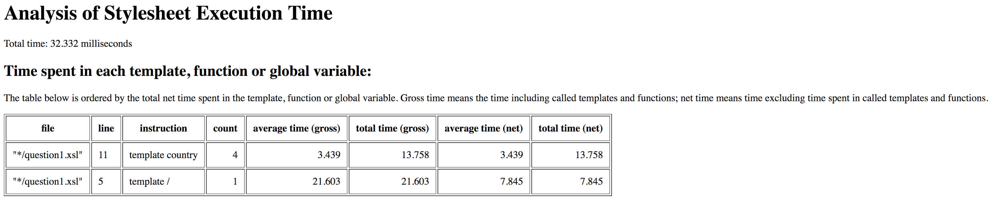 Analysis of Stylesheet Execution Time
Total time: 32.332 milliseconds
Time spent in each template, function or global variable:
The table below is ordered by the total net time spent in the template, function or global variable. Gross time means the time including called templates and functions; net time means time excluding time spent in called templates and functions.
file line instruction count average time (gross) total time (gross) average time (net) total time (net)
"*/question1.xsl" 11 template country 4 3.439 13.758 3.439 13.758
"*/question1.xsl" 5 template / 1 21.603 21.603 7.845 7.845